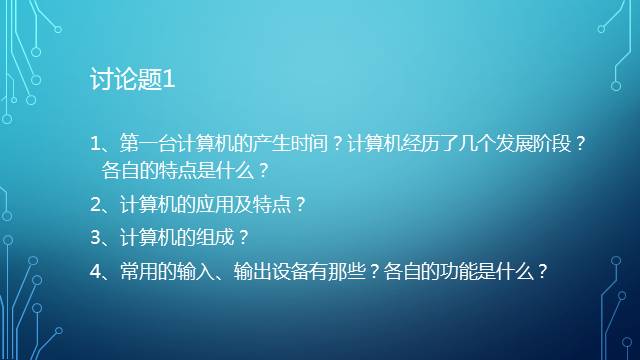 讨论题1
1、第一台计算机的产生时间？计算机经历了几个发展阶段？
各自的特点是什么？
2、计算机的应用及特点？
3、计算机的组成？
4、常用的输入、输出设备有那些？各自的功能是什么？